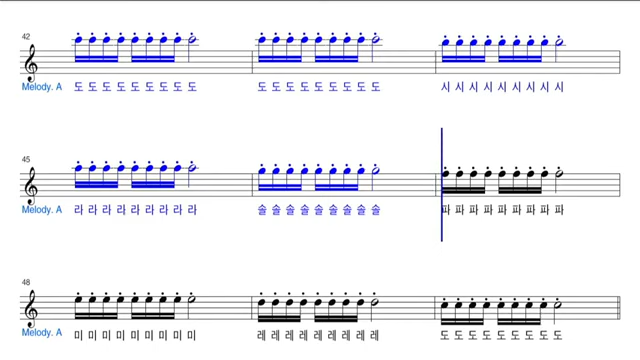 42
Melody. A 도 도 도 도 도 도 도 도 도 도 도 도 도 도 도 도 도 도 시 시 시 시 시 시 시 시 시
45
Melody. A 라 라 라 라 라 라 라 라 라 솔 솔 솔 솔 솔 솔 솔 솔 솔 파 파 파 파 파 파 파 파 파
48
Melody. A 미 미 미 미 미 미 미 미 미 레 레 레 레 레 레 레 레 레 도 도 도 도 도 도 도 도 도